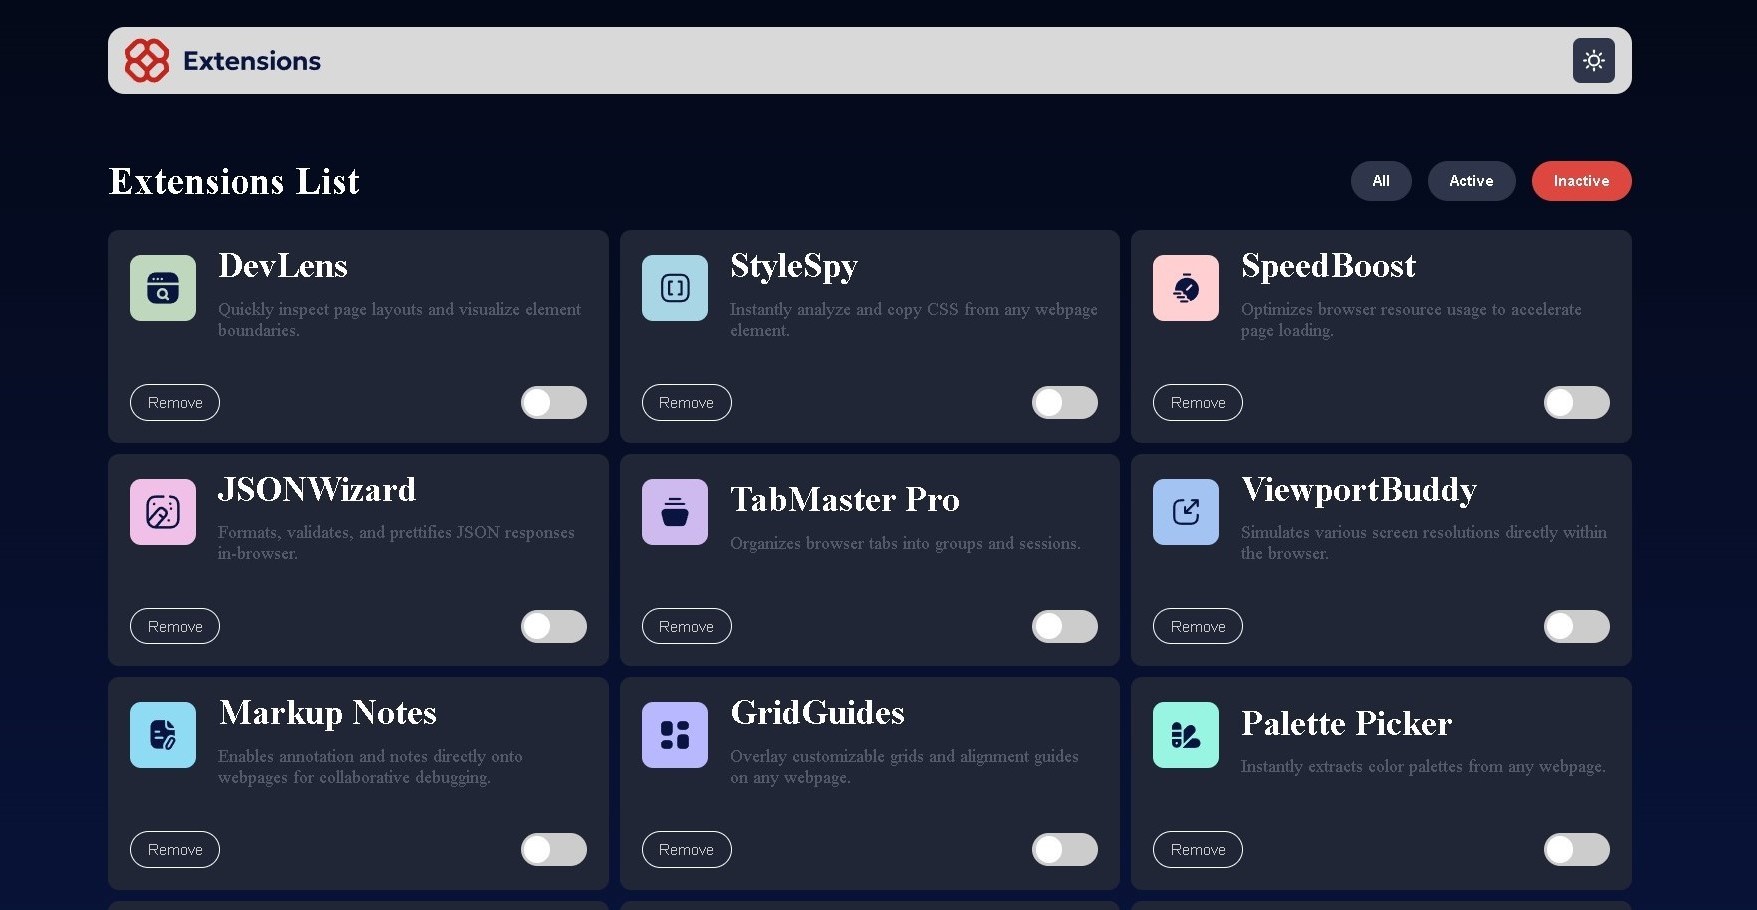 Extensions
Extensions List
All
Active
Inactive
DevLens
Quickly inspect page layouts and visualize element
boundaries.
Remove
StyleSpy
Instantly analyze and copy CSS from any webpage
element.
Remove
SpeedBoost
Optimizes browser resource usage to accelerate
page loading.
Remove
JSONWizard
Formats, validates, and prettifies JSON responses
in-browser.
Remove
TabMaster Pro
Organizes browser tabs into groups and sessions.
Remove
ViewportBuddy
Simulates various screen resolutions directly within
the browser.
Remove
Markup Notes
Enables annotation and notes directly onto
webpages for collaborative debugging.
Remove
GridGuides
Overlay customizable grids and alignment guides
on any webpage.
Remove
Palette Picker
Instantly extracts color palettes from any webpage.
Remove